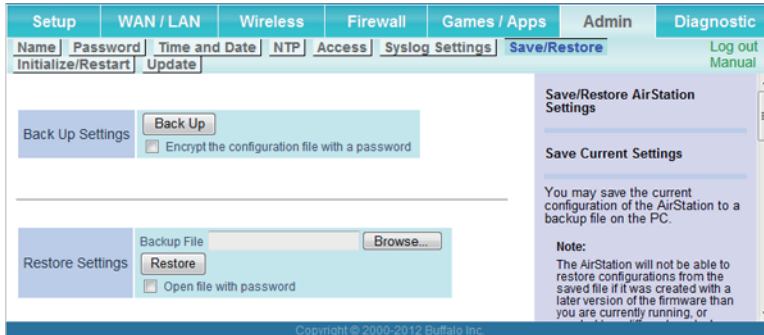 Setup WAN / LAN Wireless Firewall Games / Apps Admin Diagnostic
Name Password Time and Date NTP Access Syslog Settings Save/Restore Log out
Initialize/Restart Update Manual
Back Up Settings
Back Up
Encrypt the configuration file with a password
Restore Settings
Backup File Browse...
Restore
Open file with password
Save/Restore AirStation
Settings
Save Current Settings
You may save the current
configuration of the AirStation to a
backup file on the PC.
Note:
The AirStation will not be able to
restore configurations from the
saved file if it was created with a
later version of the firmware than
you are currently running, or
Copyright © 2000-2012 Buffalo Inc.